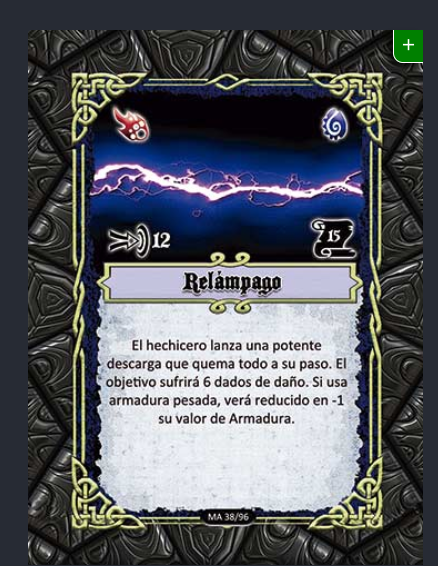 +
12
15
Relámpago
El hechicero lanza una potente
descarga que quema todo a su paso. El
objetivo sufrirá 6 dados de daño. Si usa
armadura pesada, verá reducido en -1
su valor de Armadura.
MA 38/96